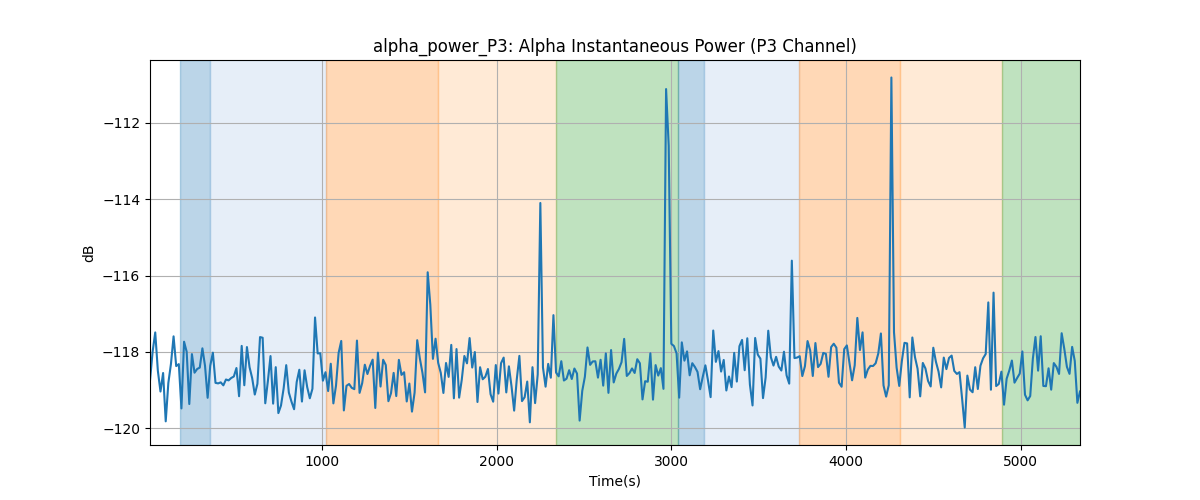 alpha_power_P3: Alpha Instantaneous Power (P3 Channel)
−112
−114
−116
−118
−120
dB
1000 2000 3000 4000 5000
Time(s)